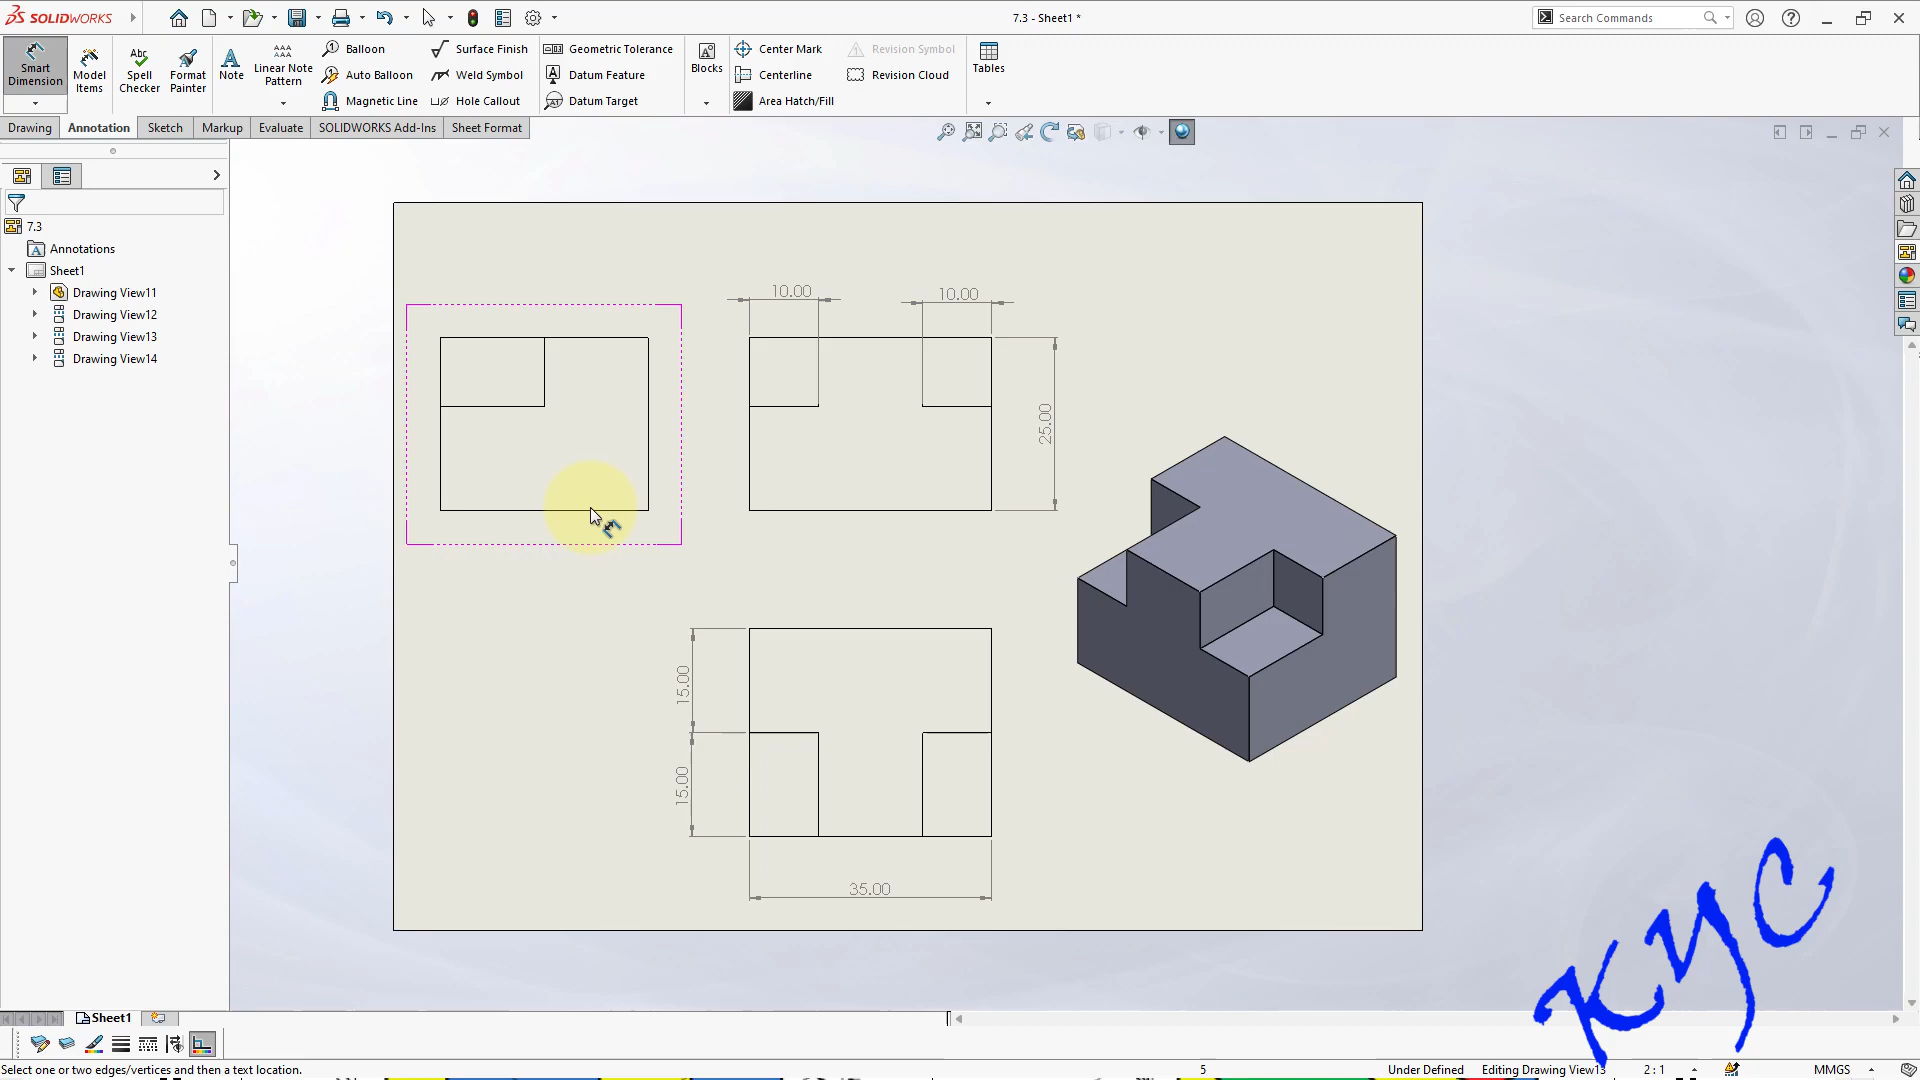 SOLIDWORKS
7.3 - Sheet1 *
Search Commands
Smart Dimension
Model Items
Spell Checker
Format Painter
Note
Linear Note Pattern
Balloon
Auto Balloon
Magnetic Line
Surface Finish
Weld Symbol
Hole Callout
Geometric Tolerance
Datum Feature
Datum Target
Blocks
Center Mark
Centerline
Area Hatch/Fill
Revision Symbol
Revision Cloud
Tables
Drawing
Annotation
Sketch
Markup
Evaluate
SOLIDWORKS Add-Ins
Sheet Format
7.3
Annotations
Sheet1
Drawing View11
Drawing View12
Drawing View13
Drawing View14
10.00
10.00
25.00
15.00
15.00
35.00
KYC
Sheet1
Select one or two edges/vertices and then a text location.
5
Under Defined
Editing Drawing View13
2 : 1
MMGS